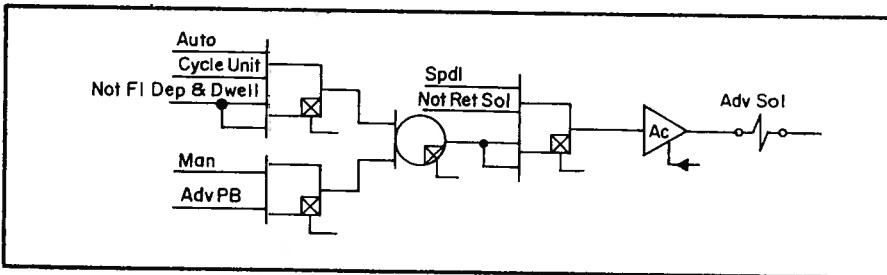 Auto
Cycle Unit
Not Fl Dep & Dwell
Man
Adv PB
Spdl
Not Ret Sol
Ac
Adv Sol